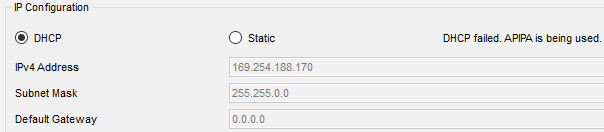 IP Configuration
DHCP Static DHCP failed. APIPA is being used.
IPv4 Address 169.254.188.170
Subnet Mask 255.255.0.0
Default Gateway 0.0.0.0